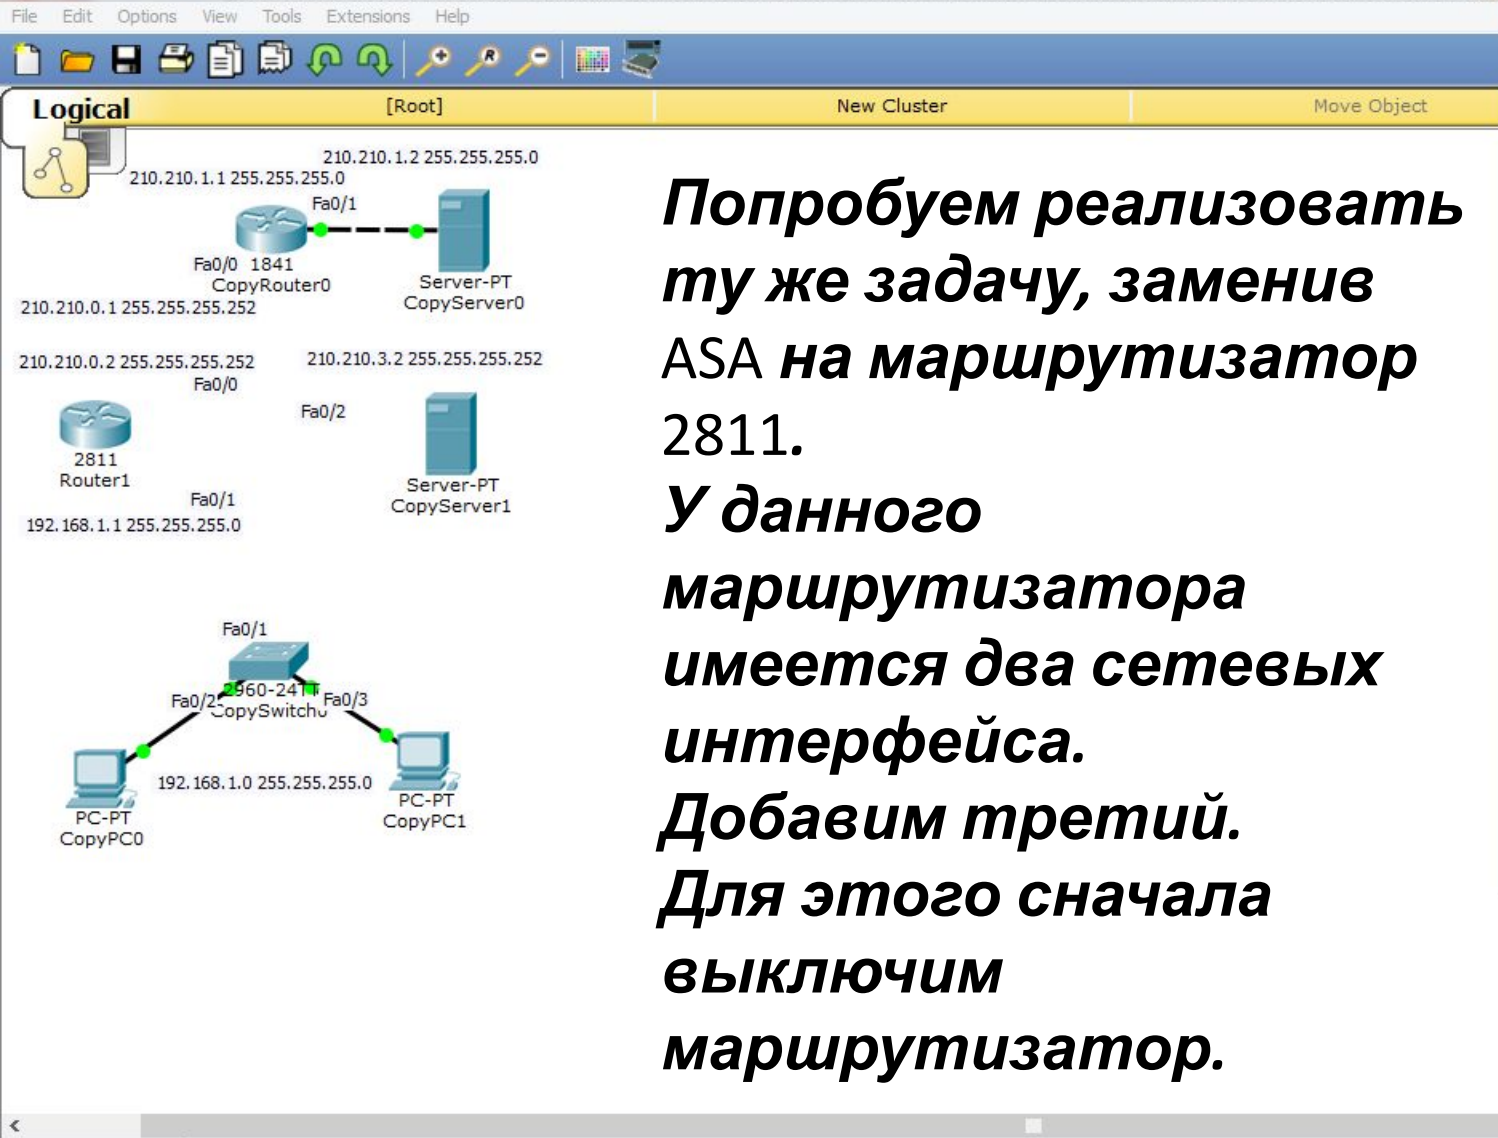 File Edit Options View Tools Extensions Help
Logical [Root] New Cluster Move Object
210.210.1.2 255.255.255.0
210.210.1.1 255.255.255.0
Fa0/1
Fa0/0 1841
CopyRouter0
Server-PT
CopyServer0
210.210.0.1 255.255.255.252
210.210.0.2 255.255.255.252
210.210.3.2 255.255.255.252
Fa0/0
Fa0/2
2811
Router1
Server-PT
CopyServer1
Fa0/1
192.168.1.1 255.255.255.0
Fa0/1
2960-24TT
Fa0/2
Fa0/3
CopySwitch0
192.168.1.0 255.255.255.0
PC-PT
CopyPC0
PC-PT
CopyPC1
Попробуем реализовать
ту же задачу, заменив
ASA на маршрутизатор
2811.
У данного
маршрутизатора
имеется два сетевых
интерфейса.
Добавим третий.
Для этого сначала
выключим
маршрутизатор.